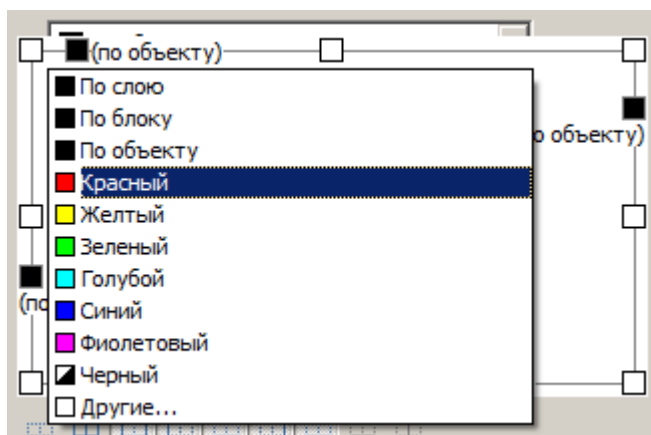 (по объекту)
По слою
По блоку
По объекту
о объекту)
Красный
Желтый
Зеленый
Голубой
(по
Синий
Фиолетовый
Черный
Другие...